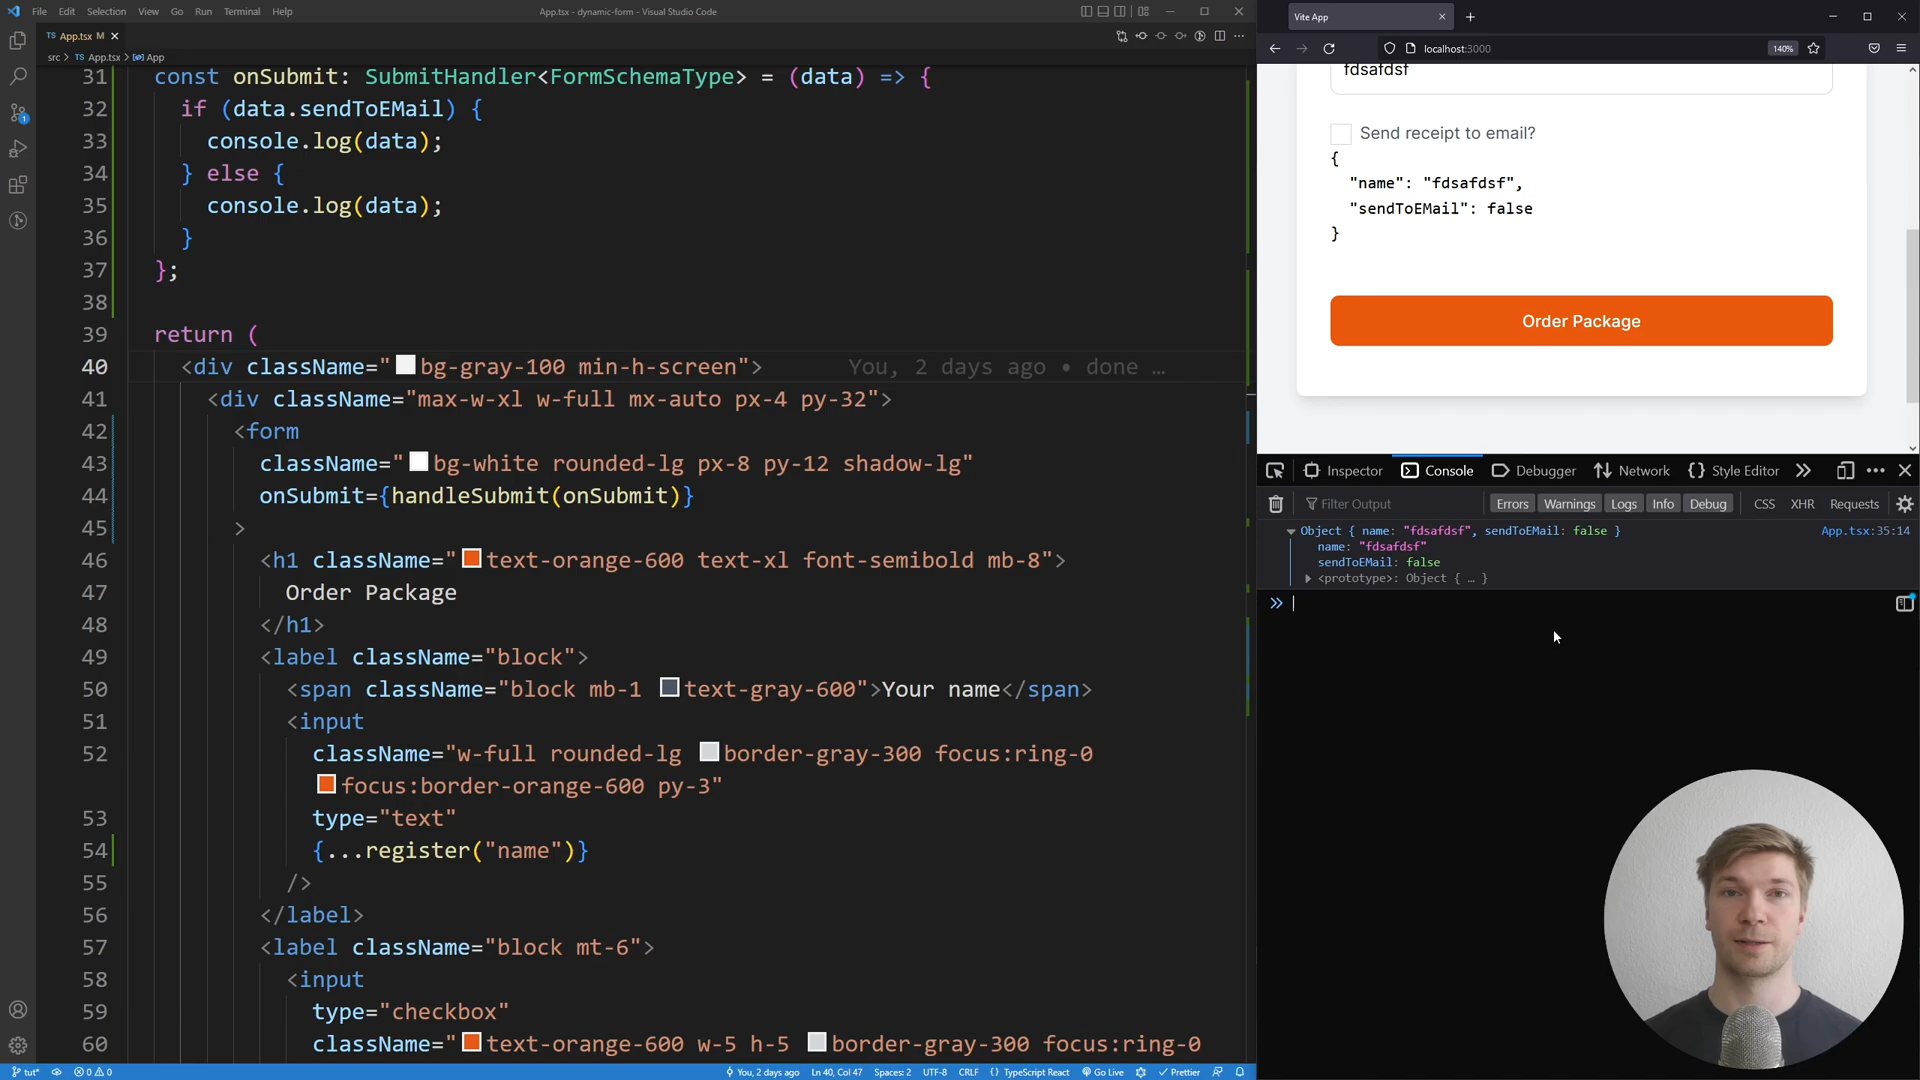 File Edit Selection View Go Run Terminal Help
App.tsx - dynamic-form - Visual Studio Code
TS App.tsx M
src > TS App.tsx > App
31 const onSubmit: SubmitHandler<FormSchemaType> = (data) => {
32 if (data.sendToEMail) {
33 console.log(data);
34 } else {
35 console.log(data);
36 }
37 };
38
39 return (
40 <div className="bg-gray-100 min-h-screen"> You, 2 days ago • done …
41 <div className="max-w-xl w-full mx-auto px-4 py-32">
42 <form
43 className="bg-white rounded-lg px-8 py-12 shadow-lg"
44 onSubmit={handleSubmit(onSubmit)}
45 >
46 <h1 className="text-orange-600 text-xl font-semibold mb-8">
47 Order Package
48 </h1>
49 <label className="block">
50 <span className="block mb-1 text-gray-600">Your name</span>
51 <input
52 className="w-full rounded-lg border-gray-300 focus:ring-0
focus:border-orange-600 py-3"
53 type="text"
54 {...register("name")}
55 />
56 </label>
57 <label className="block mt-6">
58 <input
59 type="checkbox"
60 className="text-orange-600 w-5 h-5 border-gray-300 focus:ring-0
tut* 0 0 You, 2 days ago Ln 40, Col 47 Spaces: 2 UTF-8 CRLF {} TypeScript React Go Live Prettier
1
Vite App
localhost:3000 140%
fdsafdsf
Send receipt to email?
{
"name": "fdsafdsf",
"sendToEMail": false
}
Order Package
Inspector Console Debugger Network Style Editor
Filter Output Errors Warnings Logs Info Debug CSS XHR Requests
Object { name: "fdsafdsf", sendToEMail: false } App.tsx:35:14
name: "fdsafdsf"
sendToEMail: false
<prototype>: Object { … }